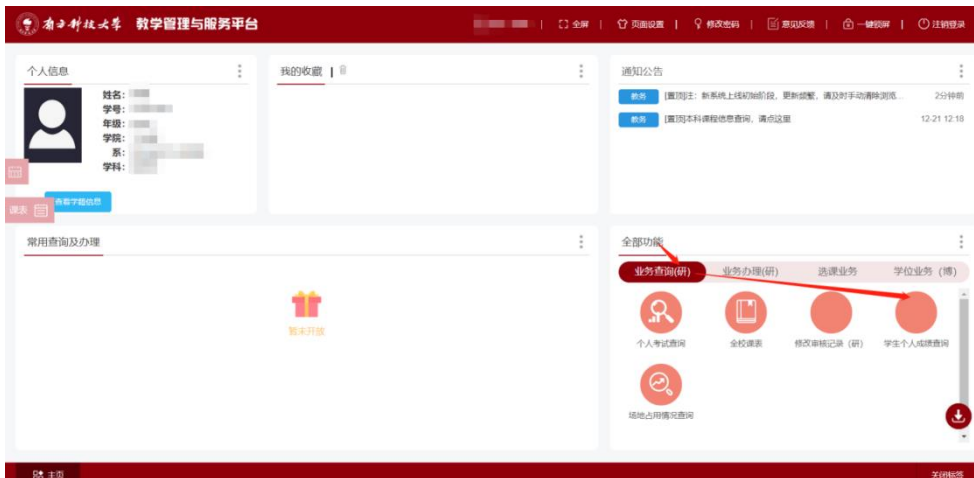 南方科技大学 教学管理与服务平台
全屏 | 页面设置 | 修改密码 | 意见反馈 | 一键锁屏 | 注销登录
个人信息
姓名：
学号：
年级：
学院：
系：
学科：
查看学籍信息
课表
我的收藏 |
通知公告
教务 [置顶]注：新系统上线初始阶段，更新频繁，请及时手动清除浏览... 2分钟前
教务 [置顶]本科课程信息查询，请点这里 12-21 12:18
常用查询及办理
暂未开放
全部功能
业务查询(研) 业务办理(研) 选课业务 学位业务（博）
个人考试查询 全校课表 修改审核记录（研） 学生个人成绩查询
场地占用情况查询
主页 关闭标签